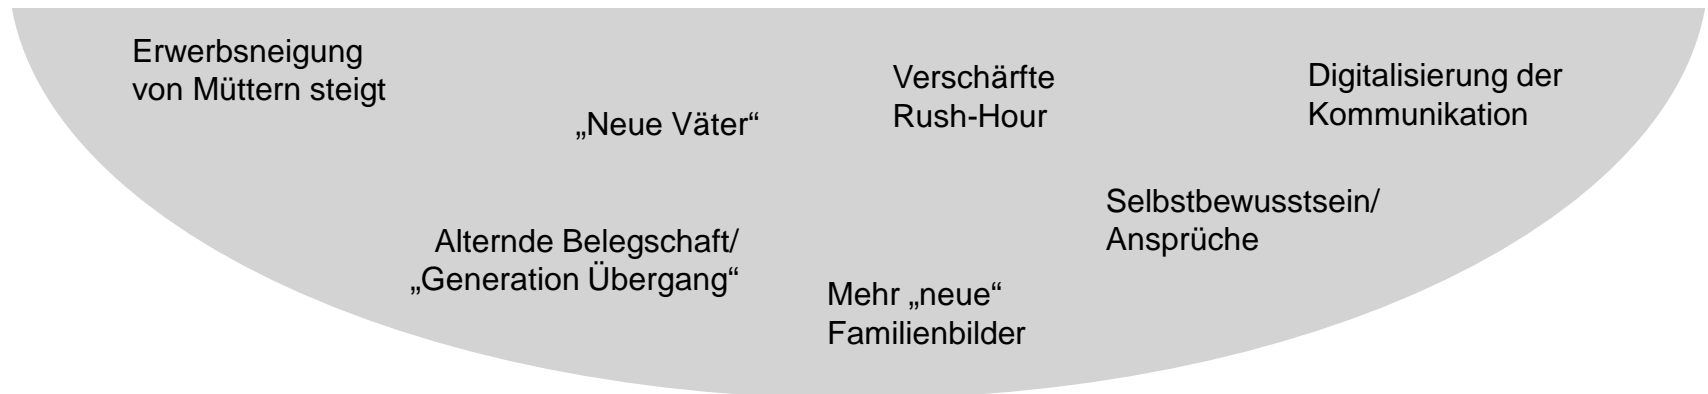 Erwerbsneigung
von Müttern steigt
„Neue Väter“
Verschärfte
Rush-Hour
Digitalisierung der
Kommunikation
Alternde Belegschaft/
„Generation Übergang“
Mehr „neue“
Familienbilder
Selbstbewusstsein/
Ansprüche